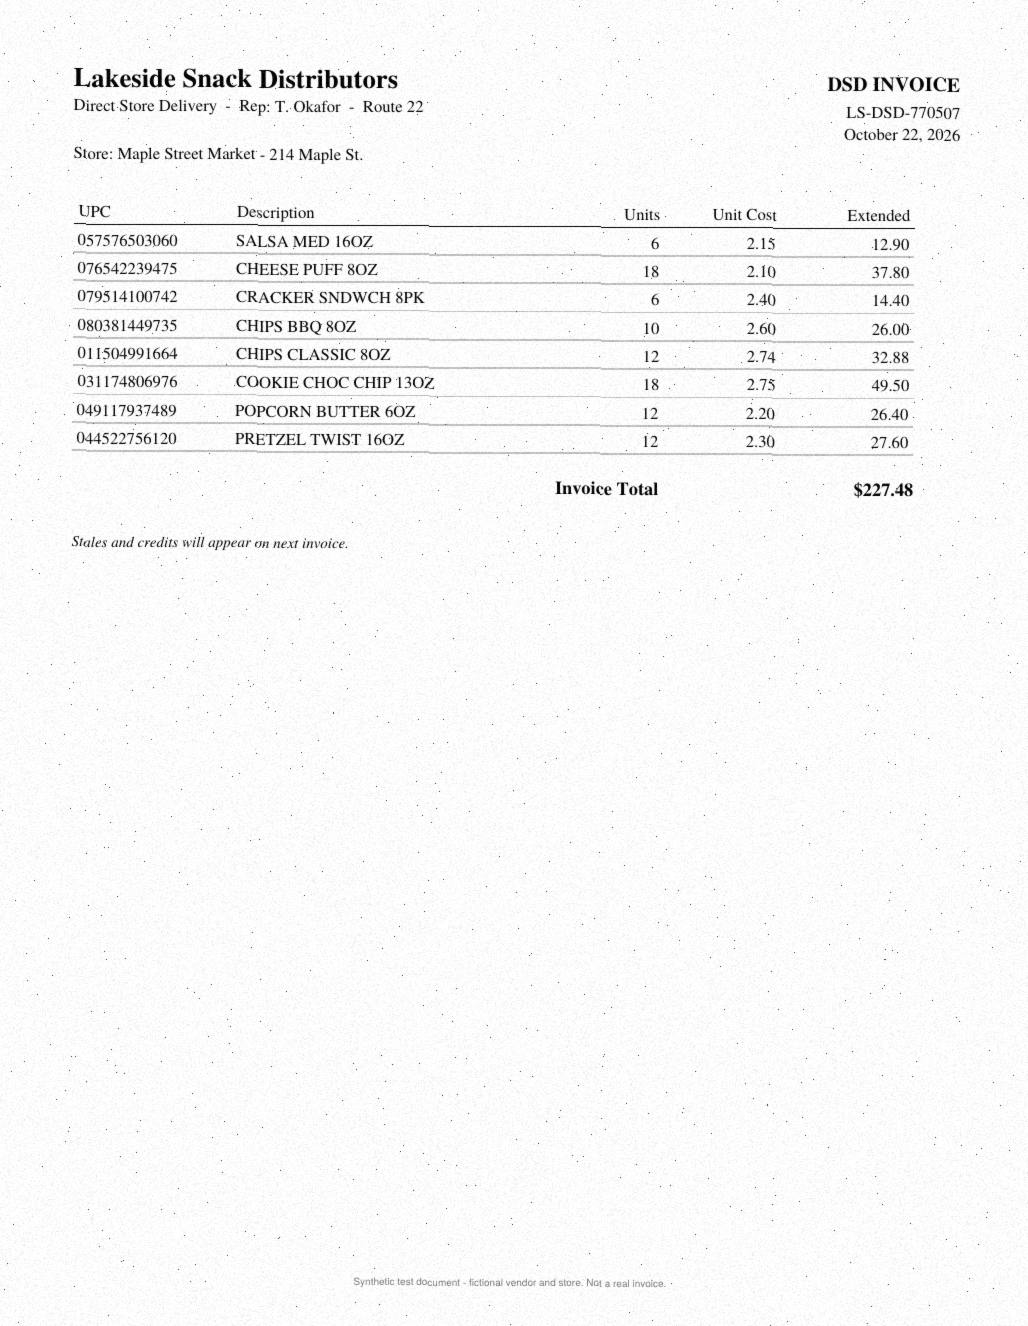 Lakeside Snack Distributors
Direct Store Delivery - Rep: T. Okafor - Route 22
DSD INVOICE
LS-DSD-770507
October 22, 2026
Store: Maple Street Market - 214 Maple St.
UPC Description Units Unit Cost Extended
057576503060 SALSA MED 16OZ 6 2.15 12.90
076542239475 CHEESE PUFF 8OZ 18 2.10 37.80
079514100742 CRACKER SNDWCH 8PK 6 2.40 14.40
080381449735 CHIPS BBQ 8OZ 10 2.60 26.00
011504991664 CHIPS CLASSIC 8OZ 12 2.74 32.88
031174806976 COOKIE CHOC CHIP 13OZ 18 2.75 49.50
049117937489 POPCORN BUTTER 6OZ 12 2.20 26.40
044522756120 PRETZEL TWIST 16OZ 12 2.30 27.60
Invoice Total $227.48
Stales and credits will appear on next invoice.
Synthetic test document - fictional vendor and store. Not a real invoice.